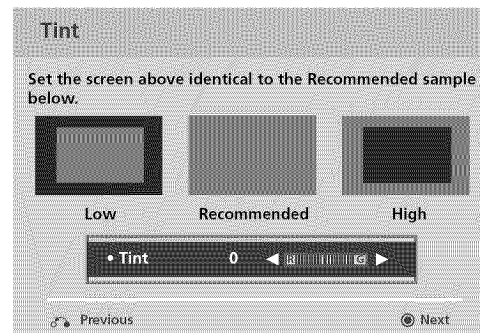 Tint
Set the screen above identical to the Recommended sample
below.
Low Recommended High
• Tint 0 ◀ R G ▶
Previous Next